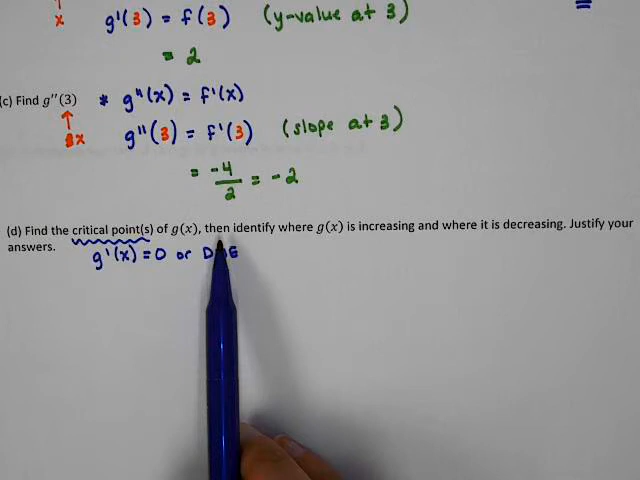 x g'(3) = f(3) (y-value at 3)
= 2
(c) Find g''(3) * g''(x) = f'(x)
x g''(3) = f'(3) (slope at 3)
= -4/2 = -2
(d) Find the critical point(s) of g(x), then identify where g(x) is increasing and where it is decreasing. Justify your
answers.
g'(x) = 0 or